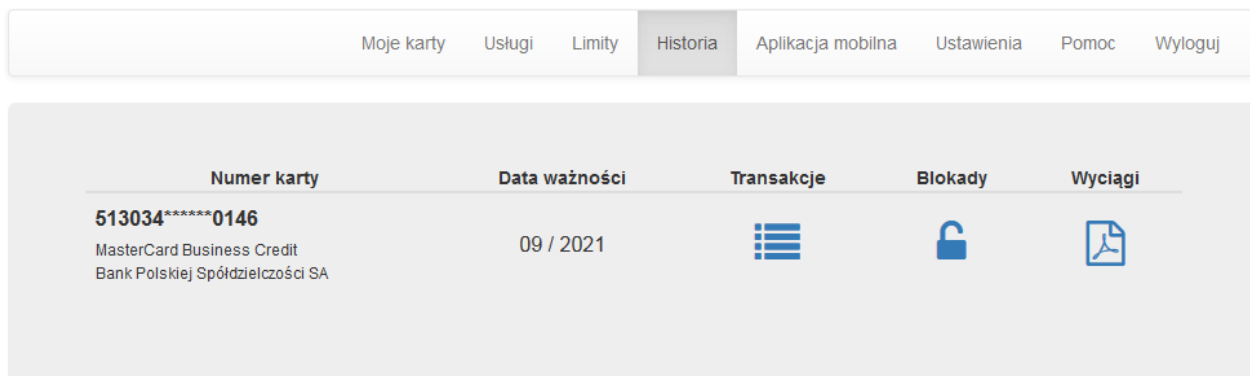 Moje karty Usługi Limity Historia Aplikacja mobilna Ustawienia Pomoc Wyloguj
Numer karty Data ważności Transakcje Blokady Wyciągi
513034******0146
MasterCard Business Credit
Bank Polskiej Spółdzielczości SA
09 / 2021